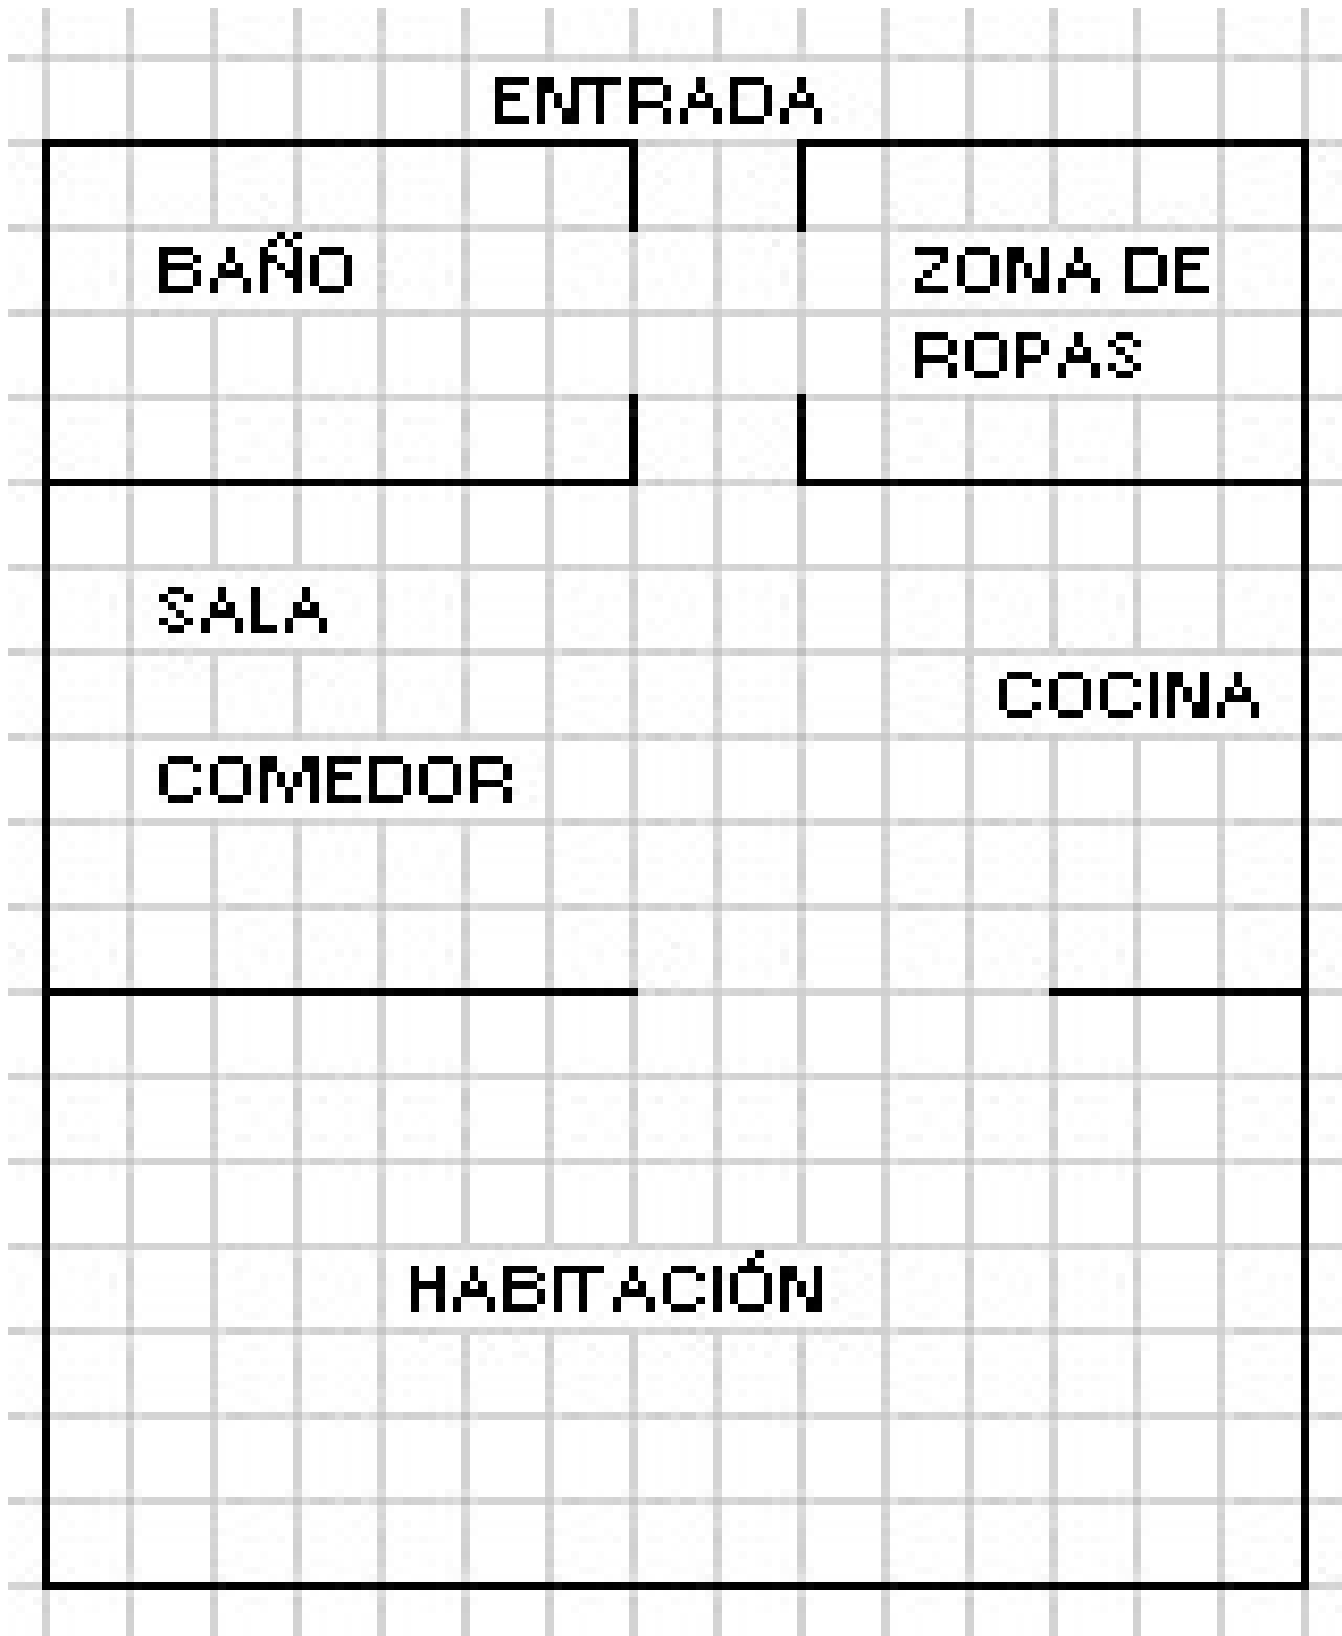 ENTRADA
BAÑO
ZONA DE
ROPAS
SALA
COCINA
COMEDOR
HABITACIÓN